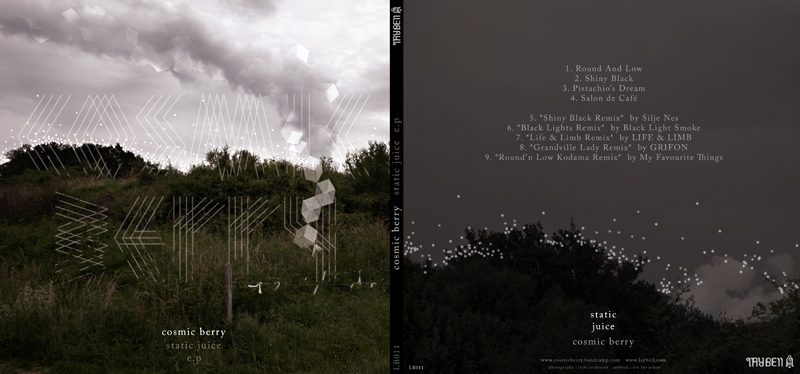 cosmic berry
static juice
e.p
cosmic berry static juice e.p
LB011
1. Round And Low
2. Shiny Black
3. Pistachio's Dream
4. Salon de Café
5. "Shiny Black Remix" by Silje Nes
6. "Black Lights Remix" by Black Light Smoke
7. "Life & Limb Remix" by LIFE & LIMB
8. "Grandville Lady Remix" by GRIFON
9. "Round'n Low Kodama Remix" by My Favourite Things
static
juice
cosmic berry
www.cosmicberry.bandcamp.com www.laybell.com
LB011